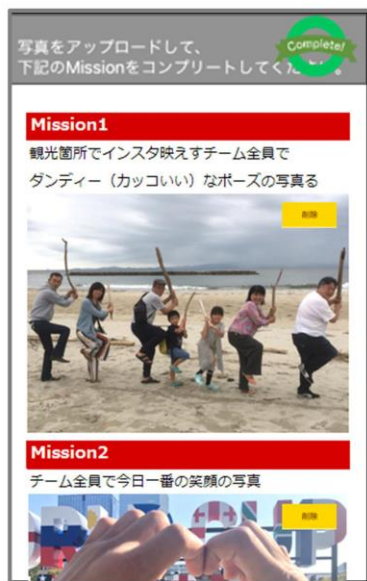 写真をアップロードして、
下記のMissionをコンプリートしてくだ
。
Complete!
Mission1
観光箇所でインスタ映えすチーム全員で
ダンディー（カッコいい）なポーズの写真る
削除
Mission2
チーム全員で今日一番の笑顔の写真
削除